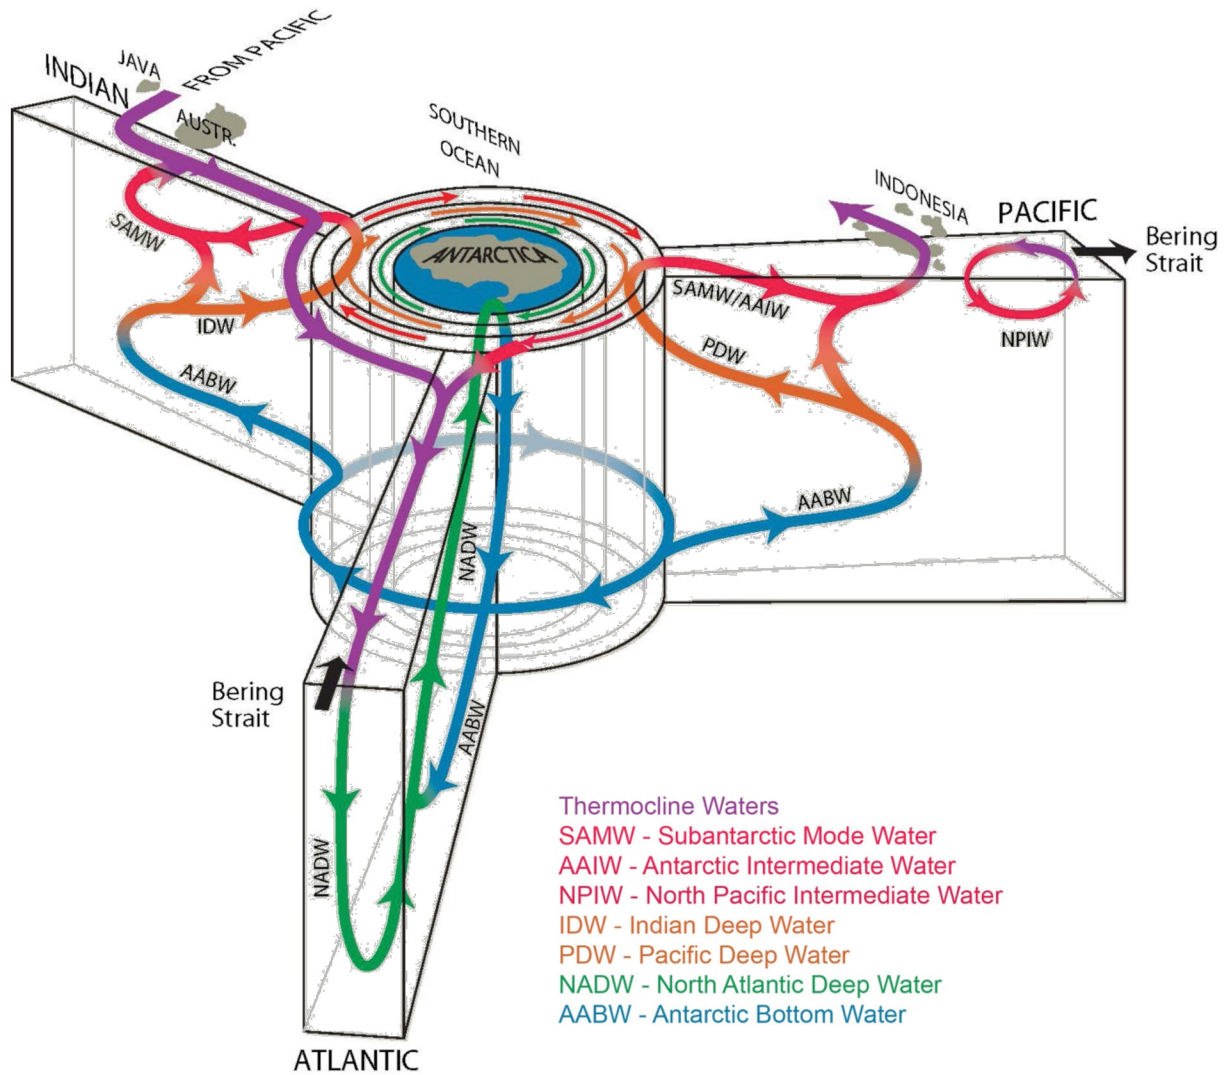 FROM PACIFIC
JAVA
INDIAN
AUSTR.
SOUTHERN
OCEAN
INDONESIA
PACIFIC
Bering
Strait
ANTARCTICA
SAMW
SAMW/AAIW
IDW
PDW
NPIW
AABW
AABW
NADW
Bering
Strait
AABW
NADW
Thermocline Waters
SAMW - Subantarctic Mode Water
AAIW - Antarctic Intermediate Water
NPIW - North Pacific Intermediate Water
IDW - Indian Deep Water
PDW - Pacific Deep Water
NADW - North Atlantic Deep Water
AABW - Antarctic Bottom Water
ATLANTIC